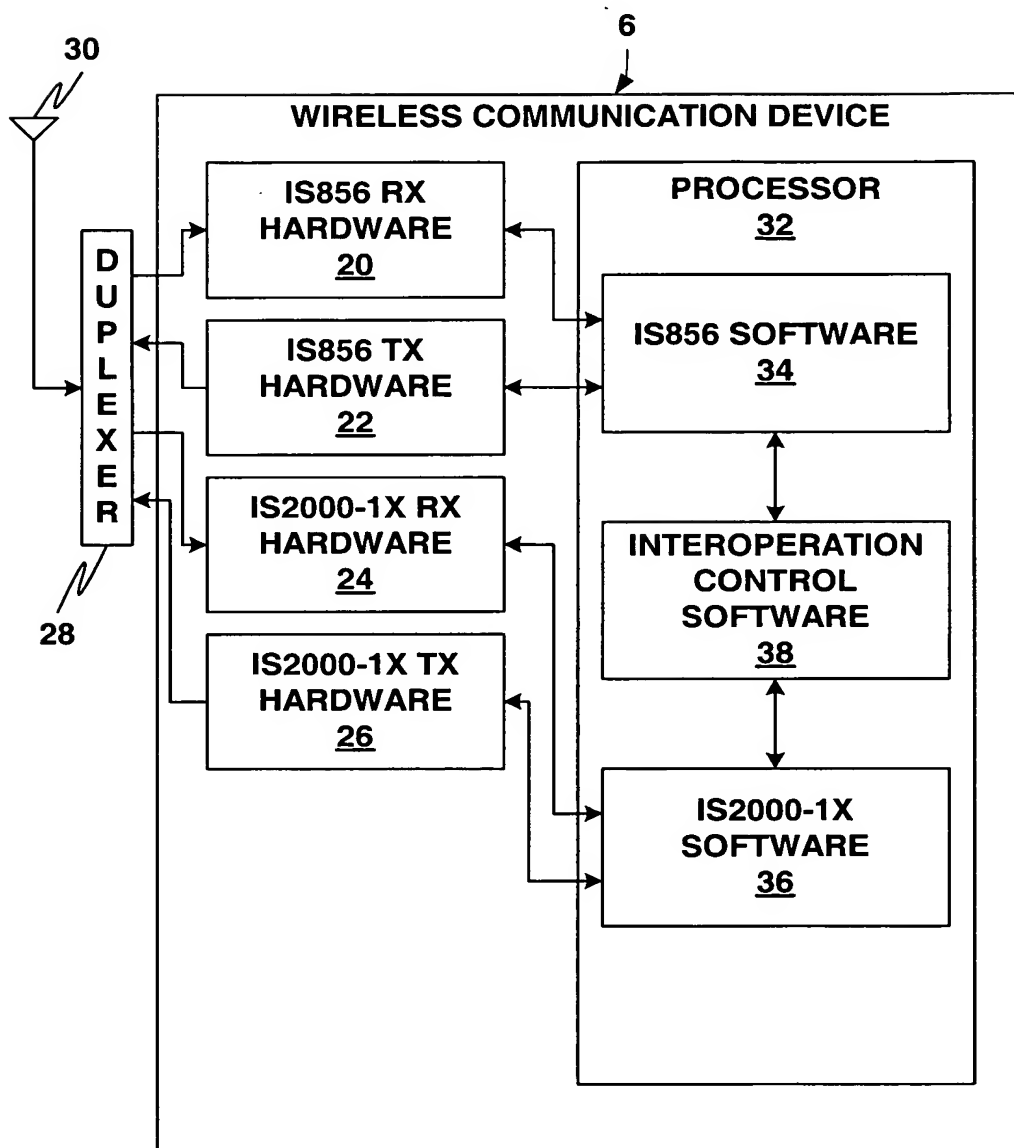 6
30
WIRELESS COMMUNICATION DEVICE
IS856 RX
HARDWARE
20
PROCESSOR
32
DUPLEXER
IS856 SOFTWARE
34
IS856 TX
HARDWARE
22
IS2000-1X RX
HARDWARE
24
INTEROPERATION
CONTROL
SOFTWARE
38
28
IS2000-1X TX
HARDWARE
26
IS2000-1X
SOFTWARE
36